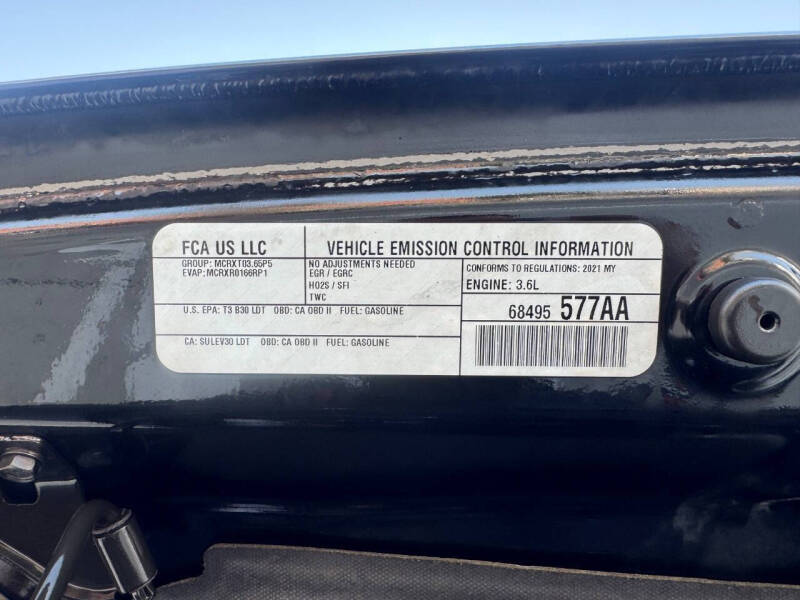 FCA US LLC
GROUP: MCRXT03.65P5
EVAP: MCRXR0166RP1
VEHICLE EMISSION CONTROL INFORMATION
NO ADJUSTMENTS NEEDED
EGR / EGRC
HO2S / SFI
TWC
CONFORMS TO REGULATIONS: 2021 MY
ENGINE: 3.6L
U.S. EPA: T3 B30 LDT OBD: CA OBD II FUEL: GASOLINE
68495 577AA
CA: SULEV30 LDT OBD: CA OBD II FUEL: GASOLINE